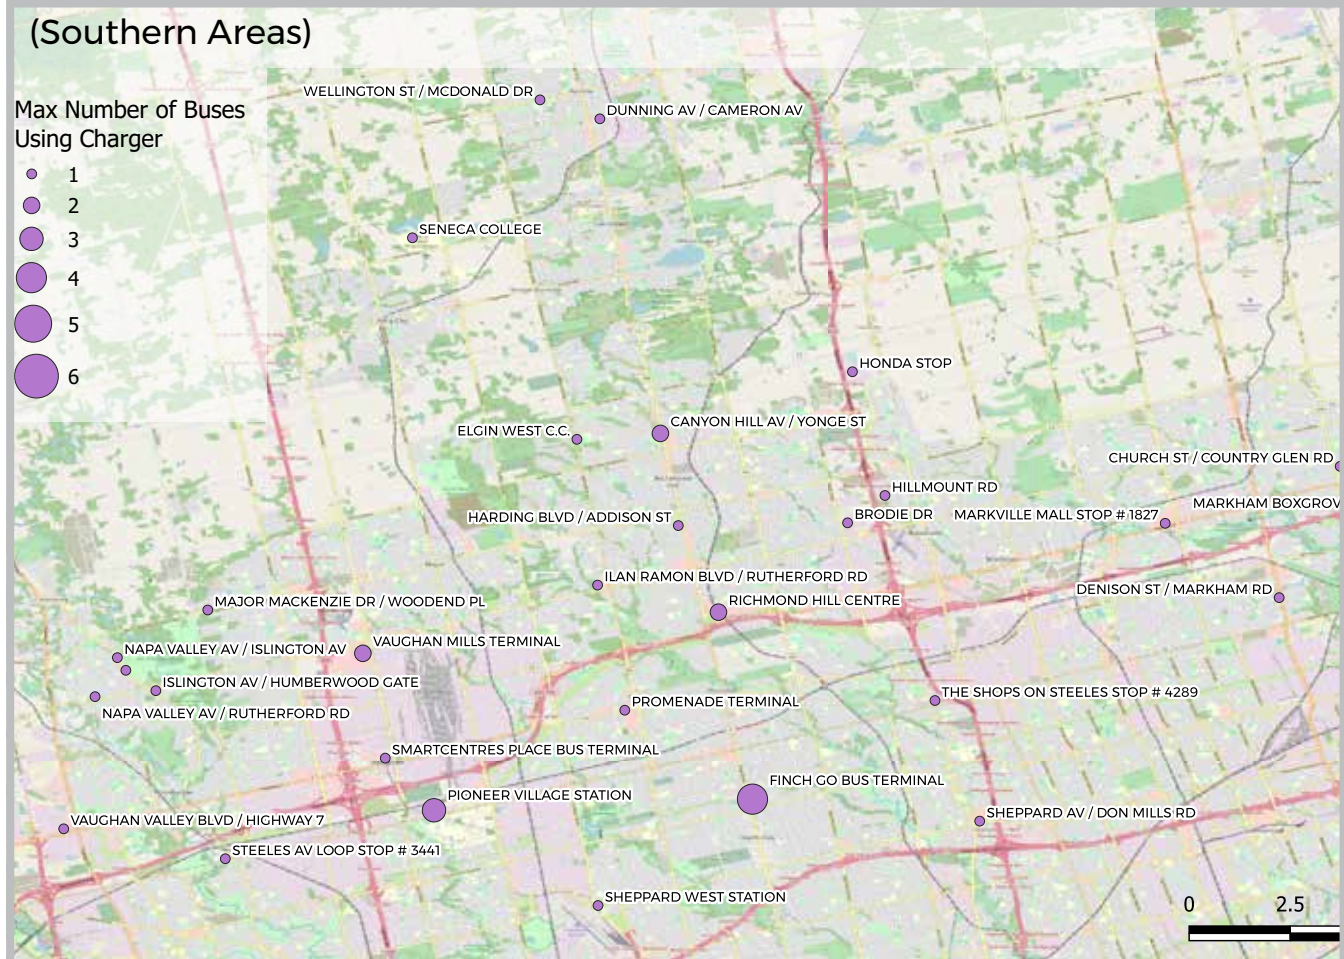 (Southern Areas)
Max Number of Buses
Using Charger
1
2
3
4
5
6
WELLINGTON ST / MCDONALD DR
DUNNING AV / CAMERON AV
SENECA COLLEGE
HONDA STOP
CANYON HILL AV / YONGE ST
ELGIN WEST C.C.
CHURCH ST / COUNTRY GLEN RD
HILLMOUNT RD
MARKHAM BOXGROV
HARDING BLVD / ADDISON ST
BRODIE DR
MARKVILLE MALL STOP # 1827
ILAN RAMON BLVD / RUTHERFORD RD
DENISON ST / MARKHAM RD
MAJOR MACKENZIE DR / WOODEND PL
RICHMOND HILL CENTRE
NAPA VALLEY AV / ISLINGTON AV
VAUGHAN MILLS TERMINAL
ISLINGTON AV / HUMBERWOOD GATE
THE SHOPS ON STEELES STOP # 4289
NAPA VALLEY AV / RUTHERFORD RD
PROMENADE TERMINAL
SMARTCENTRES PLACE BUS TERMINAL
FINCH GO BUS TERMINAL
PIONEER VILLAGE STATION
VAUGHAN VALLEY BLVD / HIGHWAY 7
SHEPPARD AV / DON MILLS RD
STEELES AV LOOP STOP # 3441
SHEPPARD WEST STATION
0 2.5